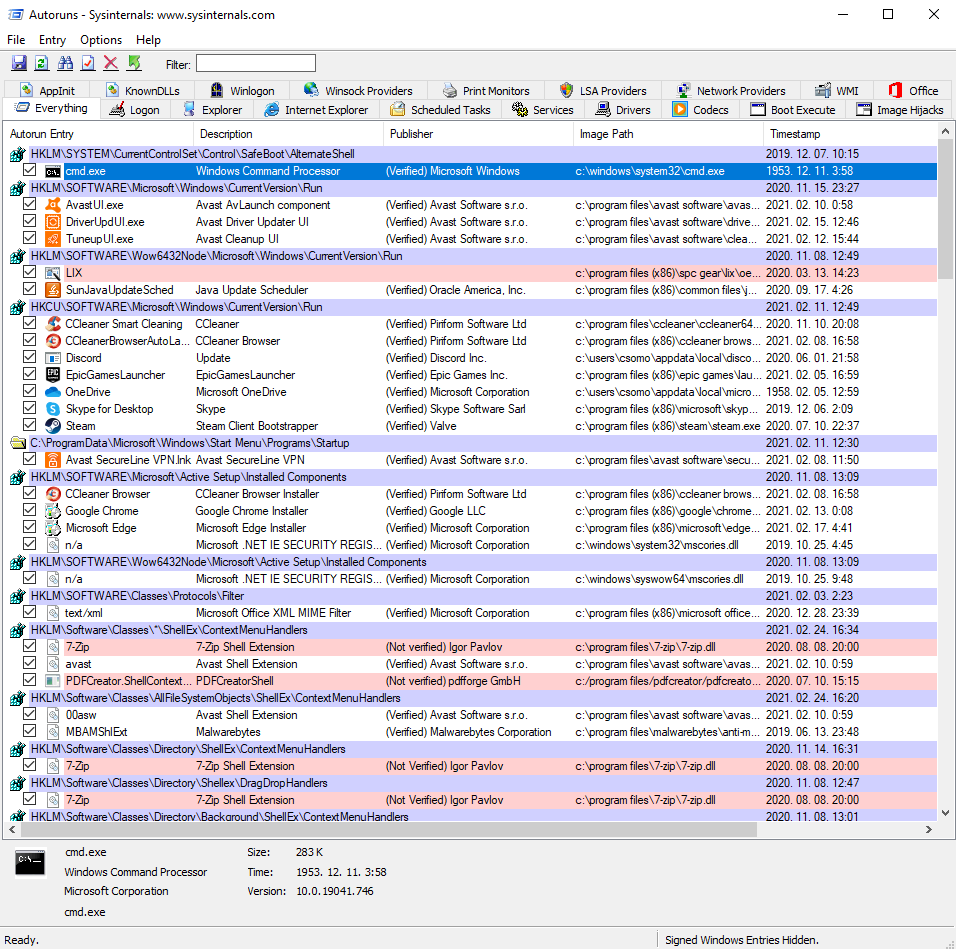 Autoruns - Sysinternals: www.sysinternals.com
File Entry Options Help
Filter:
AppInit KnownDLLs Winlogon Winsock Providers Print Monitors LSA Providers Network Providers WMI Office
Everything Logon Explorer Internet Explorer Scheduled Tasks Services Drivers Codecs Boot Execute Image Hijacks
Autorun Entry Description Publisher Image Path Timestamp
HKLM\SYSTEM\CurrentControlSet\Control\SafeBoot\AlternateShell 2019. 12. 07. 10:15
cmd.exe Windows Command Processor (Verified) Microsoft Windows c:\windows\system32\cmd.exe 1953. 12. 11. 3:58
HKLM\SOFTWARE\Microsoft\Windows\CurrentVersion\Run 2020. 11. 15. 23:27
AvastUI.exe Avast AvLaunch component (Verified) Avast Software s.r.o. c:\program files\avast software\avas... 2021. 02. 10. 0:58
DriverUpdUI.exe Avast Driver Updater UI (Verified) Avast Software s.r.o. c:\program files\avast software\drive... 2021. 02. 15. 12:46
TuneupUI.exe Avast Cleanup UI (Verified) Avast Software s.r.o. c:\program files\avast software\clea... 2021. 02. 12. 15:44
HKLM\SOFTWARE\Wow6432Node\Microsoft\Windows\CurrentVersion\Run 2020. 11. 08. 12:49
LIX c:\program files (x86)\spc gear\lix\oe... 2020. 03. 13. 14:23
SunJavaUpdateSched Java Update Scheduler (Verified) Oracle America, Inc. c:\program files (x86)\common files\j... 2020. 09. 17. 4:26
HKCU\SOFTWARE\Microsoft\Windows\CurrentVersion\Run 2021. 02. 11. 12:49
CCleaner Smart Cleaning CCleaner (Verified) Piriform Software Ltd c:\program files\ccleaner\ccleaner64... 2020. 11. 10. 20:08
CCleanerBrowserAutoLa... CCleaner Browser (Verified) Piriform Software Ltd c:\program files (x86)\ccleaner brows... 2021. 02. 08. 16:58
Discord Update (Verified) Discord Inc. c:\users\csomo\appdata\local\disco... 2020. 06. 01. 21:58
EpicGamesLauncher EpicGamesLauncher (Verified) Epic Games Inc. c:\program files (x86)\epic games\lau... 2021. 02. 05. 16:59
OneDrive Microsoft OneDrive (Verified) Microsoft Corporation c:\users\csomo\appdata\local\micro... 1958. 02. 05. 12:59
Skype for Desktop Skype (Verified) Skype Software Sarl c:\program files (x86)\microsoft\skyp... 2019. 12. 06. 2:09
Steam Steam Client Bootstrapper (Verified) Valve c:\program files (x86)\steam\steam.exe 2020. 07. 10. 22:37
C:\ProgramData\Microsoft\Windows\Start Menu\Programs\Startup 2021. 02. 11. 12:30
Avast SecureLine VPN.lnk Avast SecureLine VPN (Verified) Avast Software s.r.o. c:\program files\avast software\secu... 2021. 02. 08. 11:50
HKLM\SOFTWARE\Microsoft\Active Setup\Installed Components 2020. 11. 08. 13:09
CCleaner Browser CCleaner Browser Installer (Verified) Piriform Software Ltd c:\program files (x86)\ccleaner brows... 2021. 02. 08. 16:58
Google Chrome Google Chrome Installer (Verified) Google LLC c:\program files (x86)\google\chrome... 2021. 02. 13. 0:08
Microsoft Edge Microsoft Edge Installer (Verified) Microsoft Corporation c:\program files (x86)\microsoft\edge... 2021. 02. 17. 4:41
n/a Microsoft .NET IE SECURITY REGIS... (Verified) Microsoft Corporation c:\windows\system32\mscories.dll 2019. 10. 25. 4:45
HKLM\SOFTWARE\Wow6432Node\Microsoft\Active Setup\Installed Components 2020. 11. 08. 13:09
n/a Microsoft .NET IE SECURITY REGIS... (Verified) Microsoft Corporation c:\windows\syswow64\mscories.dll 2019. 10. 25. 9:48
HKLM\SOFTWARE\Classes\Protocols\Filter 2021. 02. 03. 2:23
text/xml Microsoft Office XML MIME Filter (Verified) Microsoft Corporation c:\program files (x86)\microsoft office... 2020. 12. 28. 23:39
HKLM\Software\Classes\*\ShellEx\ContextMenuHandlers 2021. 02. 24. 16:34
7-Zip 7-Zip Shell Extension (Not verified) Igor Pavlov c:\program files\7-zip\7-zip.dll 2020. 08. 08. 20:00
avast Avast Shell Extension (Verified) Avast Software s.r.o. c:\program files\avast software\avas... 2021. 02. 10. 0:59
PDFCreator.ShellContext... PDFCreatorShell (Not verified) pdfforge GmbH c:/program files/pdfcreator/pdfcreato... 2020. 07. 10. 15:15
HKLM\Software\Classes\AllFileSystemObjects\ShellEx\ContextMenuHandlers 2021. 02. 24. 16:20
00asw Avast Shell Extension (Verified) Avast Software s.r.o. c:\program files\avast software\avas... 2021. 02. 10. 0:59
MBAMShlExt Malwarebytes (Verified) Malwarebytes Corporation c:\program files\malwarebytes\anti-m... 2019. 06. 13. 23:48
HKLM\Software\Classes\Directory\ShellEx\ContextMenuHandlers 2020. 11. 14. 16:31
7-Zip 7-Zip Shell Extension (Not Verified) Igor Pavlov c:\program files\7-zip\7-zip.dll 2020. 08. 08. 20:00
HKLM\Software\Classes\Directory\Shellex\DragDropHandlers 2020. 11. 08. 12:47
7-Zip 7-Zip Shell Extension (Not Verified) Igor Pavlov c:\program files\7-zip\7-zip.dll 2020. 08. 08. 20:00
HKLM\Software\Classes\Directory\Background\ShellEx\ContextMenuHandlers 2020. 11. 08. 13:01
cmd.exe Size: 283 K
Windows Command Processor Time: 1953. 12. 11. 3:58
Microsoft Corporation Version: 10.0.19041.746
cmd.exe
Ready. Signed Windows Entries Hidden.